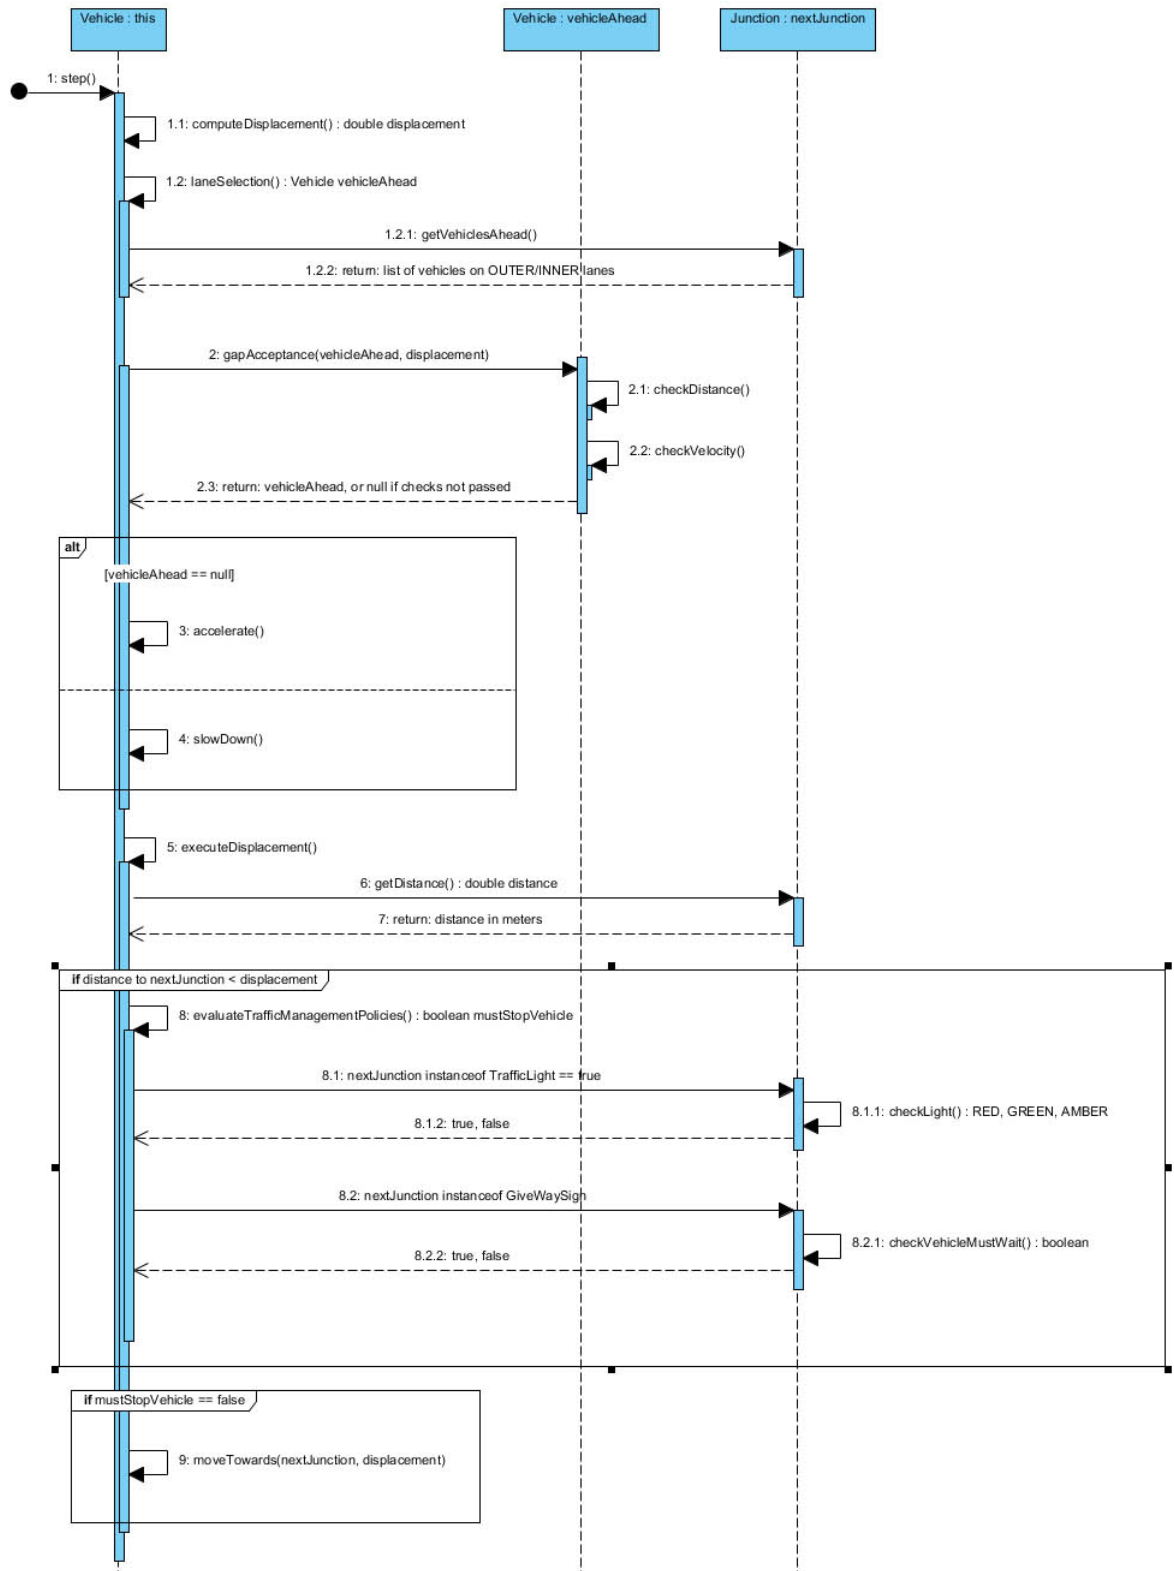 Vehicle : this
Vehicle : vehicleAhead
Junction : nextJunction
1: step()
1.1: computeDisplacement() : double displacement
1.2: laneSelection() : Vehicle vehicleAhead
1.2.1: getVehiclesAhead()
1.2.2: return: list of vehicles on OUTER/INNER lanes
2: gapAcceptance(vehicleAhead, displacement)
2.1: checkDistance()
2.2: checkVelocity()
2.3: return: vehicleAhead, or null if checks not passed
alt
[vehicleAhead == null]
3: accelerate()
4: slowDown()
5: executeDisplacement()
6: getDistance() : double distance
7: return: distance in meters
if distance to nextJunction < displacement
8: evaluateTrafficManagementPolicies() : boolean mustStopVehicle
8.1: nextJunction instanceof TrafficLight == true
8.1.1: checkLight() : RED, GREEN, AMBER
8.1.2: true, false
8.2: nextJunction instanceof GiveWaySign
8.2.1: checkVehicleMustWait() : boolean
8.2.2: true, false
if mustStopVehicle == false
9: moveTowards(nextJunction, displacement)